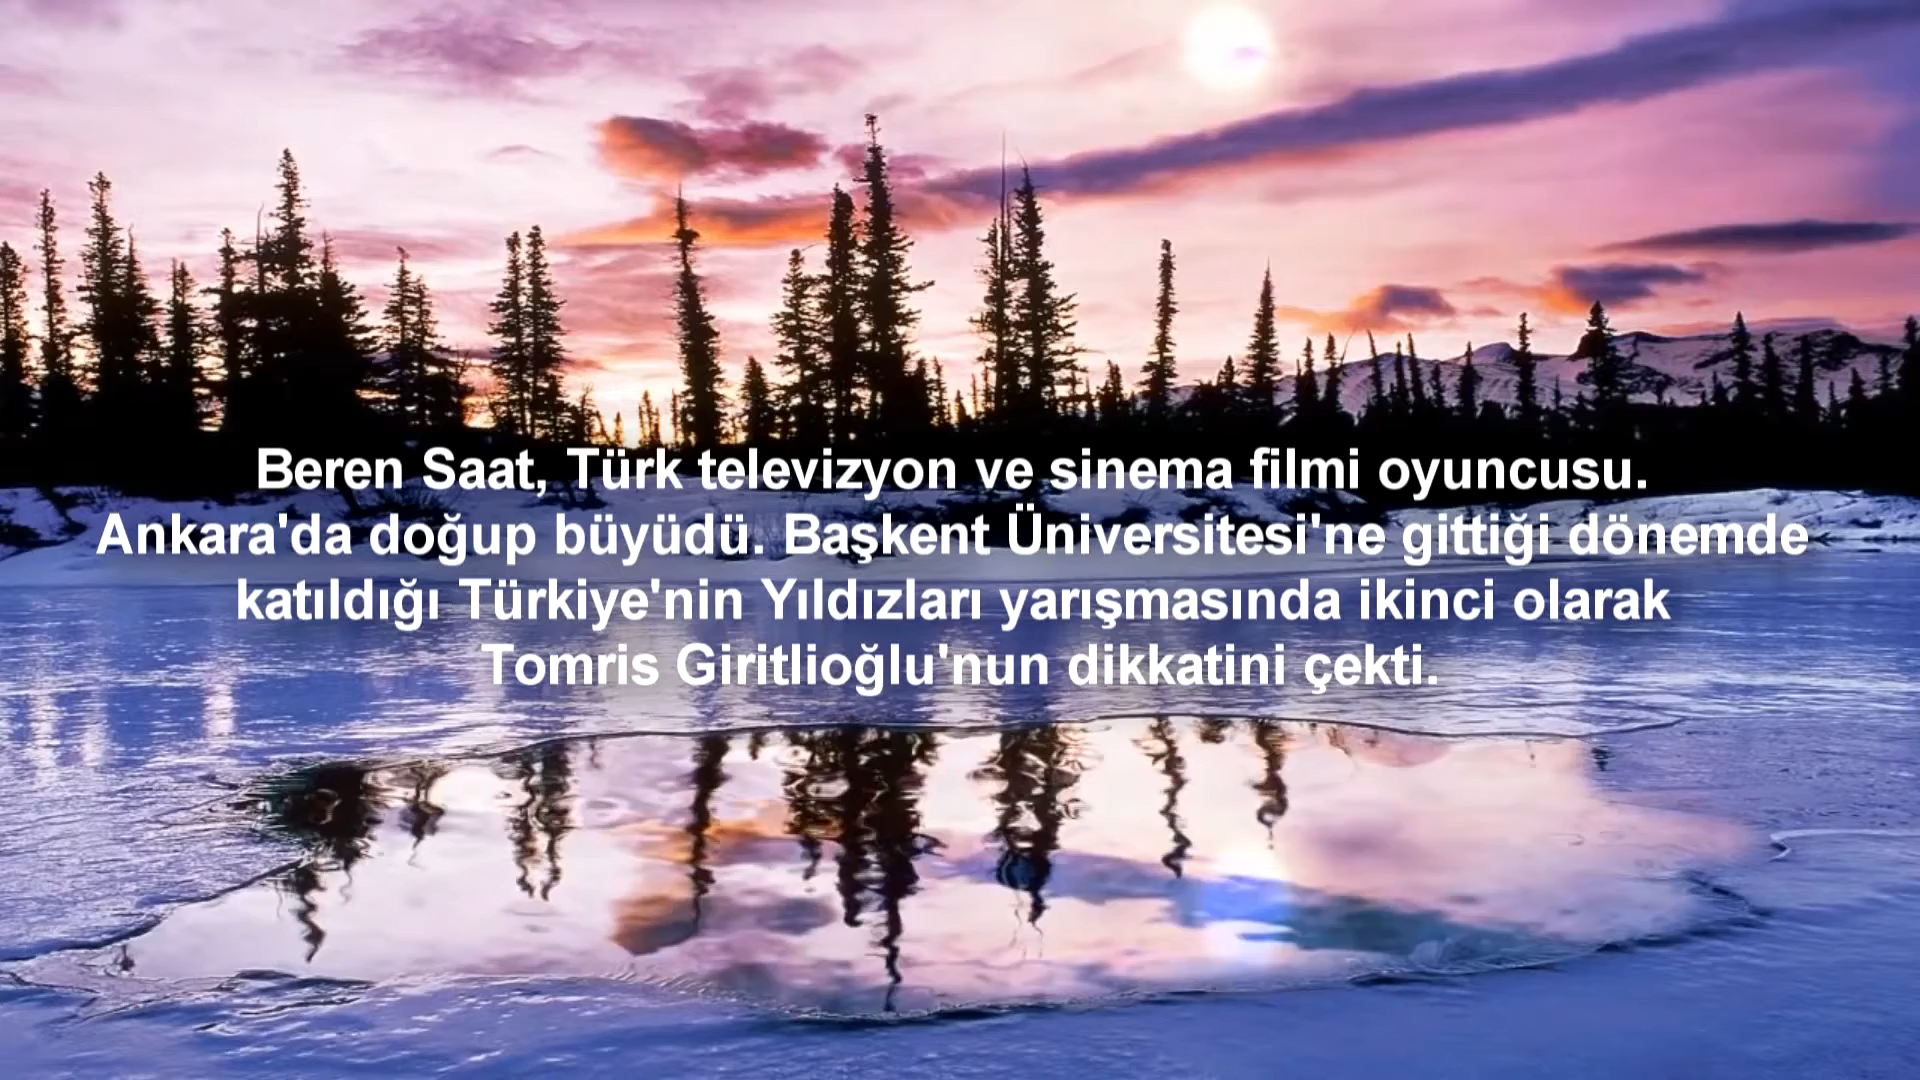 Beren Saat, Türk televizyon ve sinema filmi oyuncusu.
Ankara'da doğup büyüdü. Başkent Üniversitesi'ne gittiği dönemde
katıldığı Türkiye'nin Yıldızları yarışmasında ikinci olarak
Tomris Giritlioğlu'nun dikkatini çekti.